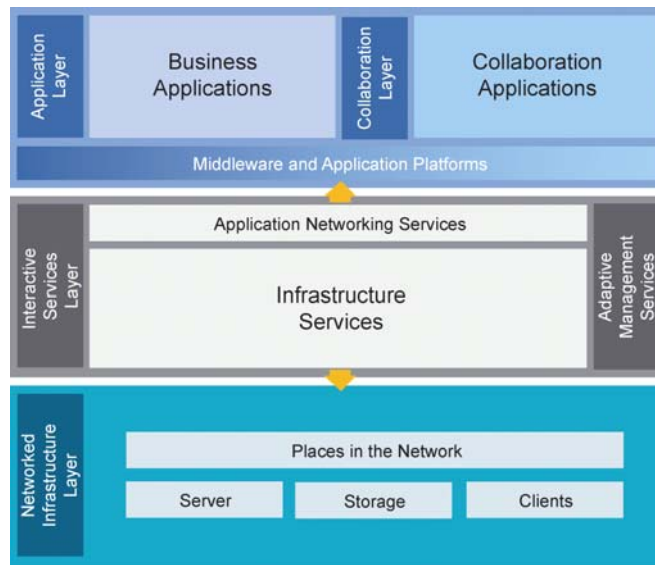 Application
Layer
Business
Applications
Collaboration
Layer
Collaboration
Applications
Middleware and Application Platforms
Interactive
Services
Layer
Application Networking Services
Infrastructure
Services
Adaptive
Management
Services
Networked
Infrastructure
Layer
Places in the Network
Server
Storage
Clients